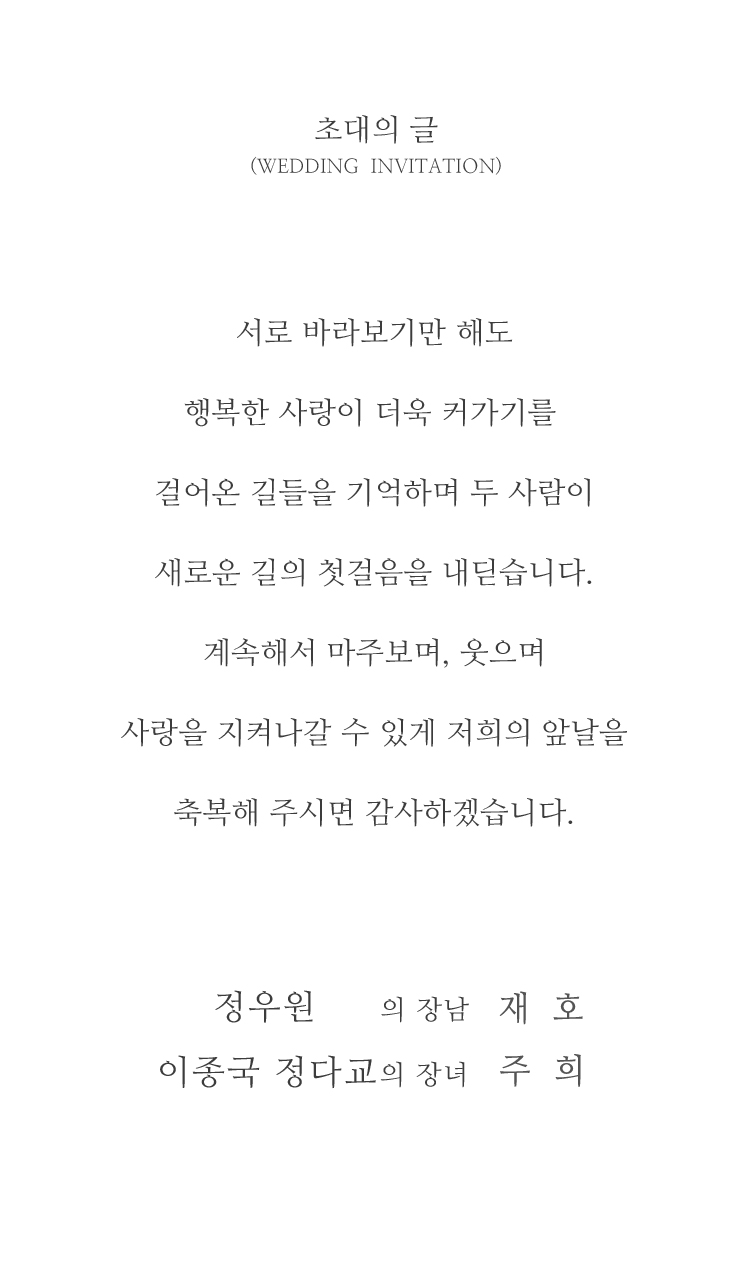 초대의 글
(WEDDING INVITATION)
서로 바라보기만 해도
행복한 사랑이 더욱 커가기를
걸어온 길들을 기억하며 두 사람이
새로운 길의 첫걸음을 내딛습니다.
계속해서 마주보며, 웃으며
사랑을 지켜나갈 수 있게 저희의 앞날을
축복해 주시면 감사하겠습니다.
정우원 의 장남 재 호
이종국 정다교의 장녀 주 희